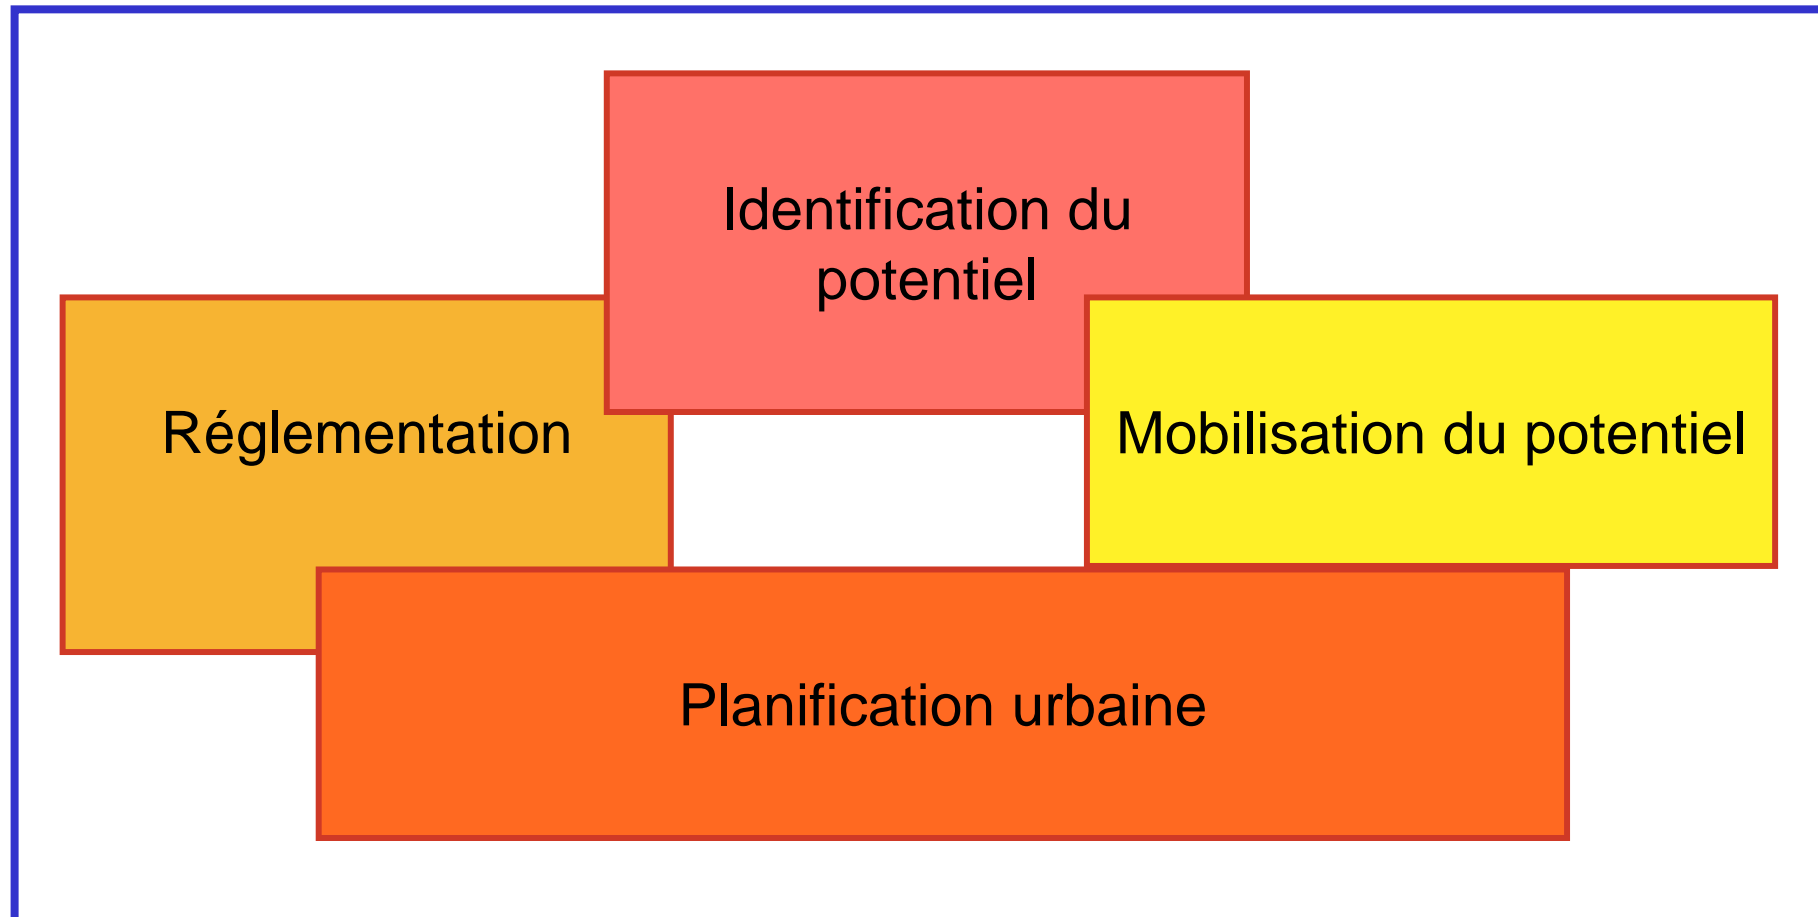 Identification du
potentiel
Réglementation
Mobilisation du potentiel
Planification urbaine